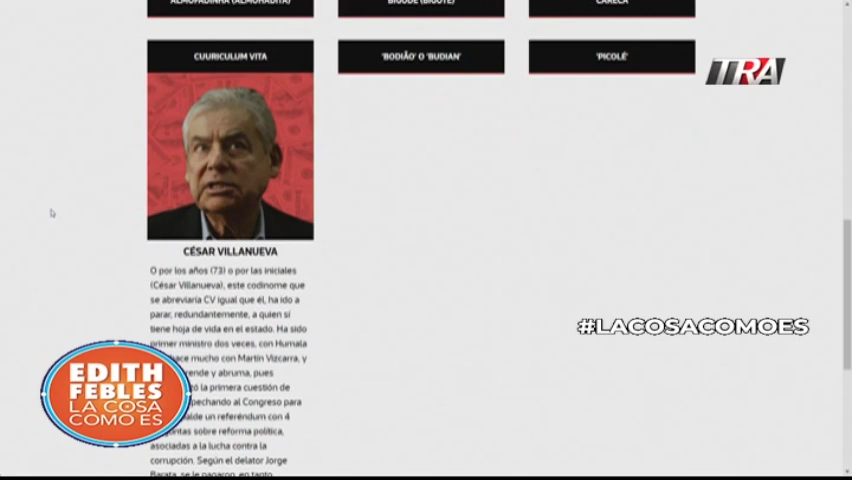 ALMOFADINHA (ALMOHADITA)
BIGODE (BIGOTE)
CARECA
CUURICULUM VITA
'BODIÃO' O 'BUDIAN'
'PICOLÉ'
TRA
CÉSAR VILLANUEVA
O por los años (73) o por las iniciales
(César Villanueva), este codinome que
se abreviaría CV igual que él, ha ido a
parar, redundantemente, a quien sí
tiene hoja de vida en el estado. Ha sido
primer ministro dos veces, con Humala
hace mucho con Martín Vizcarra, y
rende y abruma, pues
zó la primera cuestión de
pechando al Congreso para
alde un referéndum con 4
untas sobre reforma política,
asociadas a la lucha contra la
corrupción. Según el delator Jorge
Barata, se le pagaron, en tanto
#LACOSACOMOES
EDITH
FEBLES
LA COSA
COMO ES